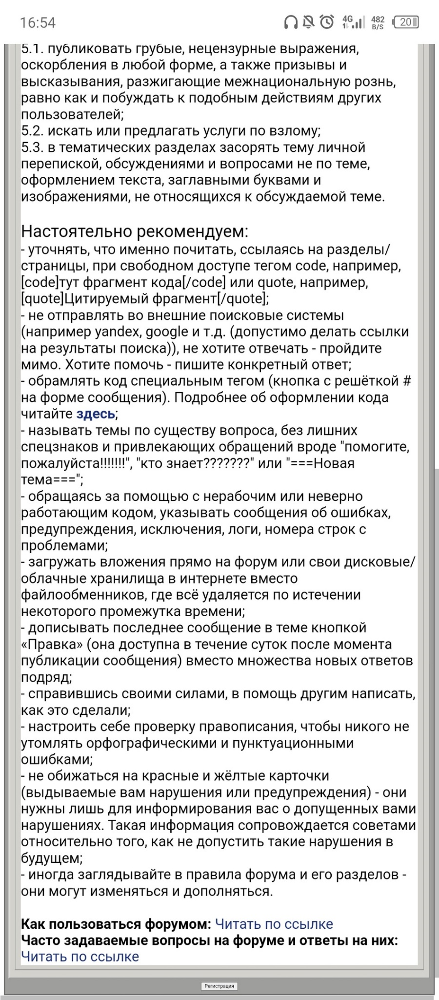 16:54
4G
482
B/S
20
5.1. публиковать грубые, нецензурные выражения,
оскорбления в любой форме, а также призывы и
высказывания, разжигающие межнациональную рознь,
равно как и побуждать к подобным действиям других
пользователей;
5.2. искать или предлагать услуги по взлому;
5.3. в тематических разделах засорять тему личной
перепиской, обсуждениями и вопросами не по теме,
оформлением текста, заглавными буквами и
изображениями, не относящихся к обсуждаемой теме.
Настоятельно рекомендуем:
- уточнять, что именно почитать, ссылаясь на разделы/
страницы, при свободном доступе тегом code, например,
[code]тут фрагмент кода[/code] или quote, например,
[quote]Цитируемый фрагмент[/quote];
- не отправлять во внешние поисковые системы
(например yandex, google и т.д. (допустимо делать ссылки
на результаты поиска)), не хотите отвечать - пройдите
мимо. Хотите помочь - пишите конкретный ответ;
- обрамлять код специальным тегом (кнопка с решёткой #
на форме сообщения). Подробнее об оформлении кода
читайте здесь;
- называть темы по существу вопроса, без лишних
спецзнаков и привлекающих обращений вроде "помогите,
пожалуйста!!!!!!!", "кто знает???????" или "===Новая
тема===";
- обращаясь за помощью с нерабочим или неверно
работающим кодом, указывать сообщения об ошибках,
предупреждения, исключения, логи, номера строк с
проблемами;
- загружать вложения прямо на форум или свои дисковые/
облачные хранилища в интернете вместо
файлообменников, где всё удаляется по истечении
некоторого промежутка времени;
- дописывать последнее сообщение в теме кнопкой
«Правка» (она доступна в течение суток после момента
публикации сообщения) вместо множества новых ответов
подряд;
- справившись своими силами, в помощь другим написать,
как это сделали;
- настроить себе проверку правописания, чтобы никого не
утомлять орфографическими и пунктуационными
ошибками;
- не обижаться на красные и жёлтые карточки
(выдываемые вам нарушения или предупреждения) - они
нужны лишь для информирования вас о допущенных вами
нарушениях. Такая информация сопровождается советами
относительно того, как не допустить такие нарушения в
будущем;
- иногда заглядывайте в правила форума и его разделов -
они могут изменяться и дополняться.
Как пользоваться форумом: Читать по ссылке
Часто задаваемые вопросы на форуме и ответы на них:
Читать по ссылке
Регистрация